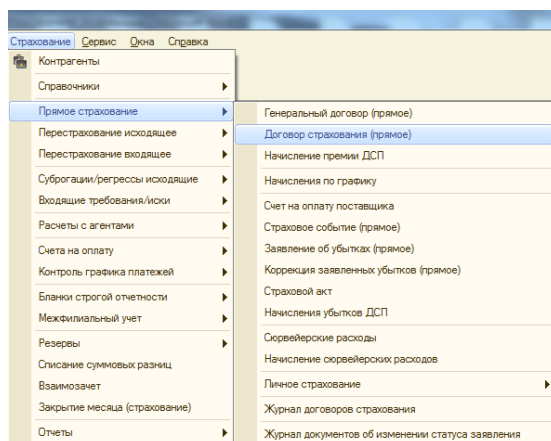 Страхование Сервис Окна Справка
Контрагенты
Справочники
Прямое страхование
Перестрахование исходящее
Перестрахование входящее
Суброгации/регрессы исходящие
Входящие требования/иски
Расчеты с агентами
Счета на оплату
Контроль графика платежей
Бланки строгой отчетности
Межфилиальный учет
Резервы
Списание суммовых разниц
Взаимозачет
Закрытие месяца (страхование)
Отчеты
Генеральный договор (прямое)
Договор страхования (прямое)
Начисление премии ДСП
Начисления по графику
Счет на оплату поставщика
Страховое событие (прямое)
Заявление об убытках (прямое)
Коррекция заявленных убытков (прямое)
Страховой акт
Начисления убытков ДСП
Сюрвейерские расходы
Начисление сюрвейерских расходов
Личное страхование
Журнал договоров страхования
Журнал документов об изменении статуса заявления